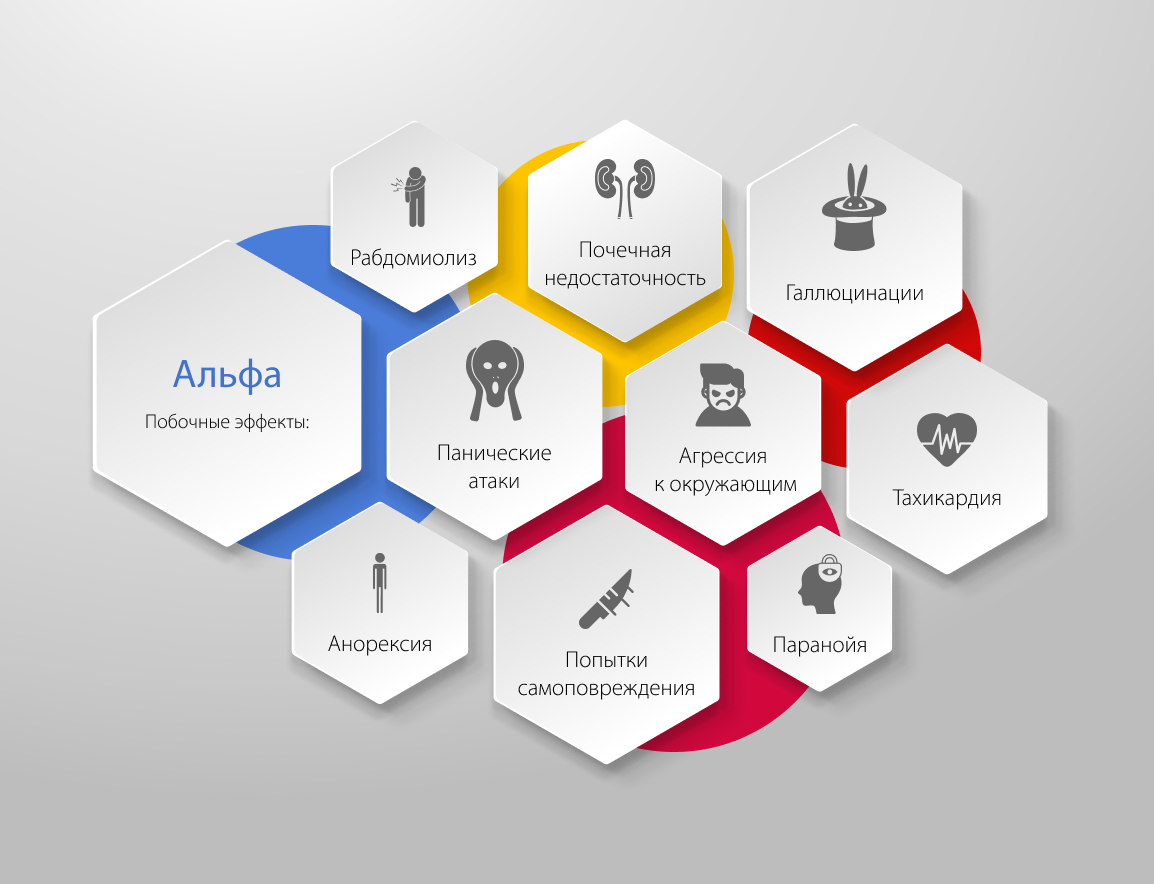 Альфа
Побочные эффекты:
Рабдомиолиз
Почечная
недостаточность
Галлюцинации
Панические
атаки
Агрессия
к окружающим
Тахикардия
Анорексия
Попытки
самоповреждения
Паранойя